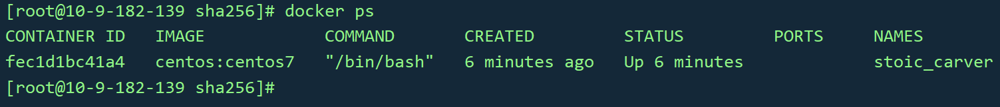 [root@10-9-182-139 sha256]# docker ps
CONTAINER ID   IMAGE            COMMAND       CREATED         STATUS         PORTS     NAMES
fec1d1bc41a4   centos:centos7   "/bin/bash"   6 minutes ago   Up 6 minutes             stoic_carver
[root@10-9-182-139 sha256]#